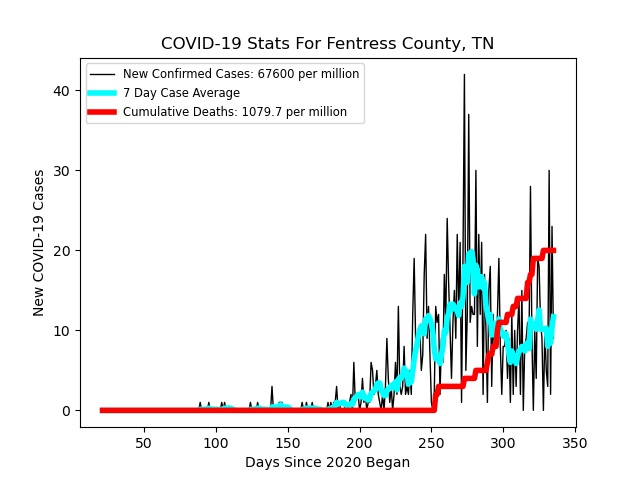 COVID-19 Stats For Fentress County, TN
New Confirmed Cases: 67600 per million
7 Day Case Average
Cumulative Deaths: 1079.7 per million
New COVID-19 Cases
40
30
20
10
0
50
100
150
200
250
300
350
Days Since 2020 Began